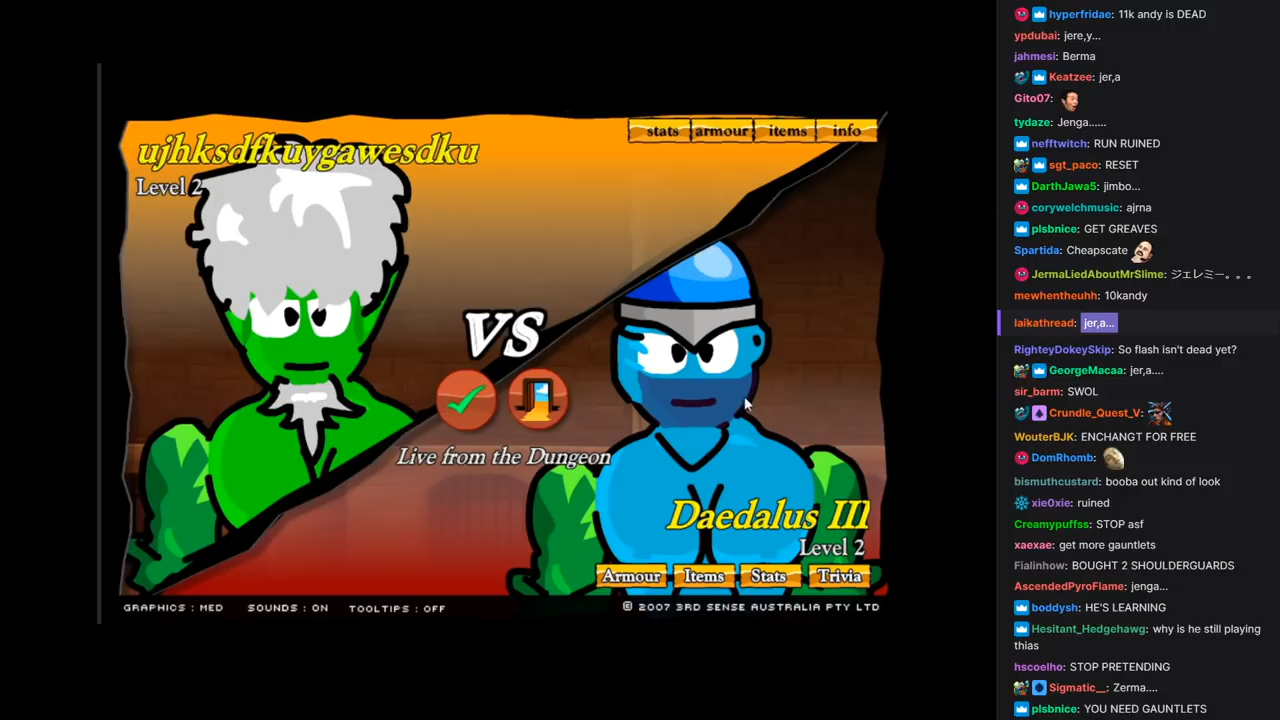 ujhksdfkuygawesdku
Level 2
stats armour items info
VS
Live from the Dungeon
Daedalus III
Level 2
Armour Items Stats Trivia
GRAPHICS : MED SOUNDS : ON TOOLTIPS : OFF © 2007 3RD SENSE AUSTRALIA PTY LTD
hyperfridae: 11k andy is DEAD
ypdubai: jere,y...
jahmesi: Berma
Keatzee: jer,a
Gito07:
tydaze: Jenga......
nefftwitch: RUN RUINED
sgt_paco: RESET
DarthJawa5: jimbo...
corywelchmusic: ajrna
plsbnice: GET GREAVES
Spartida: Cheapscate
JermaLiedAboutMrSlime: ジェレミー。。。
mewhentheuhh: 10kandy
laikathread: jer,a...
RighteyDokeySkip: So flash isn't dead yet?
GeorgeMacaa: jer,a....
sir_barm: SWOL
Crundle_Quest_V:
WouterBJK: ENCHANGT FOR FREE
DomRhomb:
bismuthcustard: booba out kind of look
xie0xie: ruined
Creamypuffss: STOP asf
xaexae: get more gauntlets
Fialinhow: BOUGHT 2 SHOULDERGUARDS
AscendedPyroFlame: jenga...
boddysh: HE'S LEARNING
Hesitant_Hedgehawg: why is he still playing
thias
hscoelho: STOP PRETENDING
Sigmatic__: Zerma....
plsbnice: YOU NEED GAUNTLETS